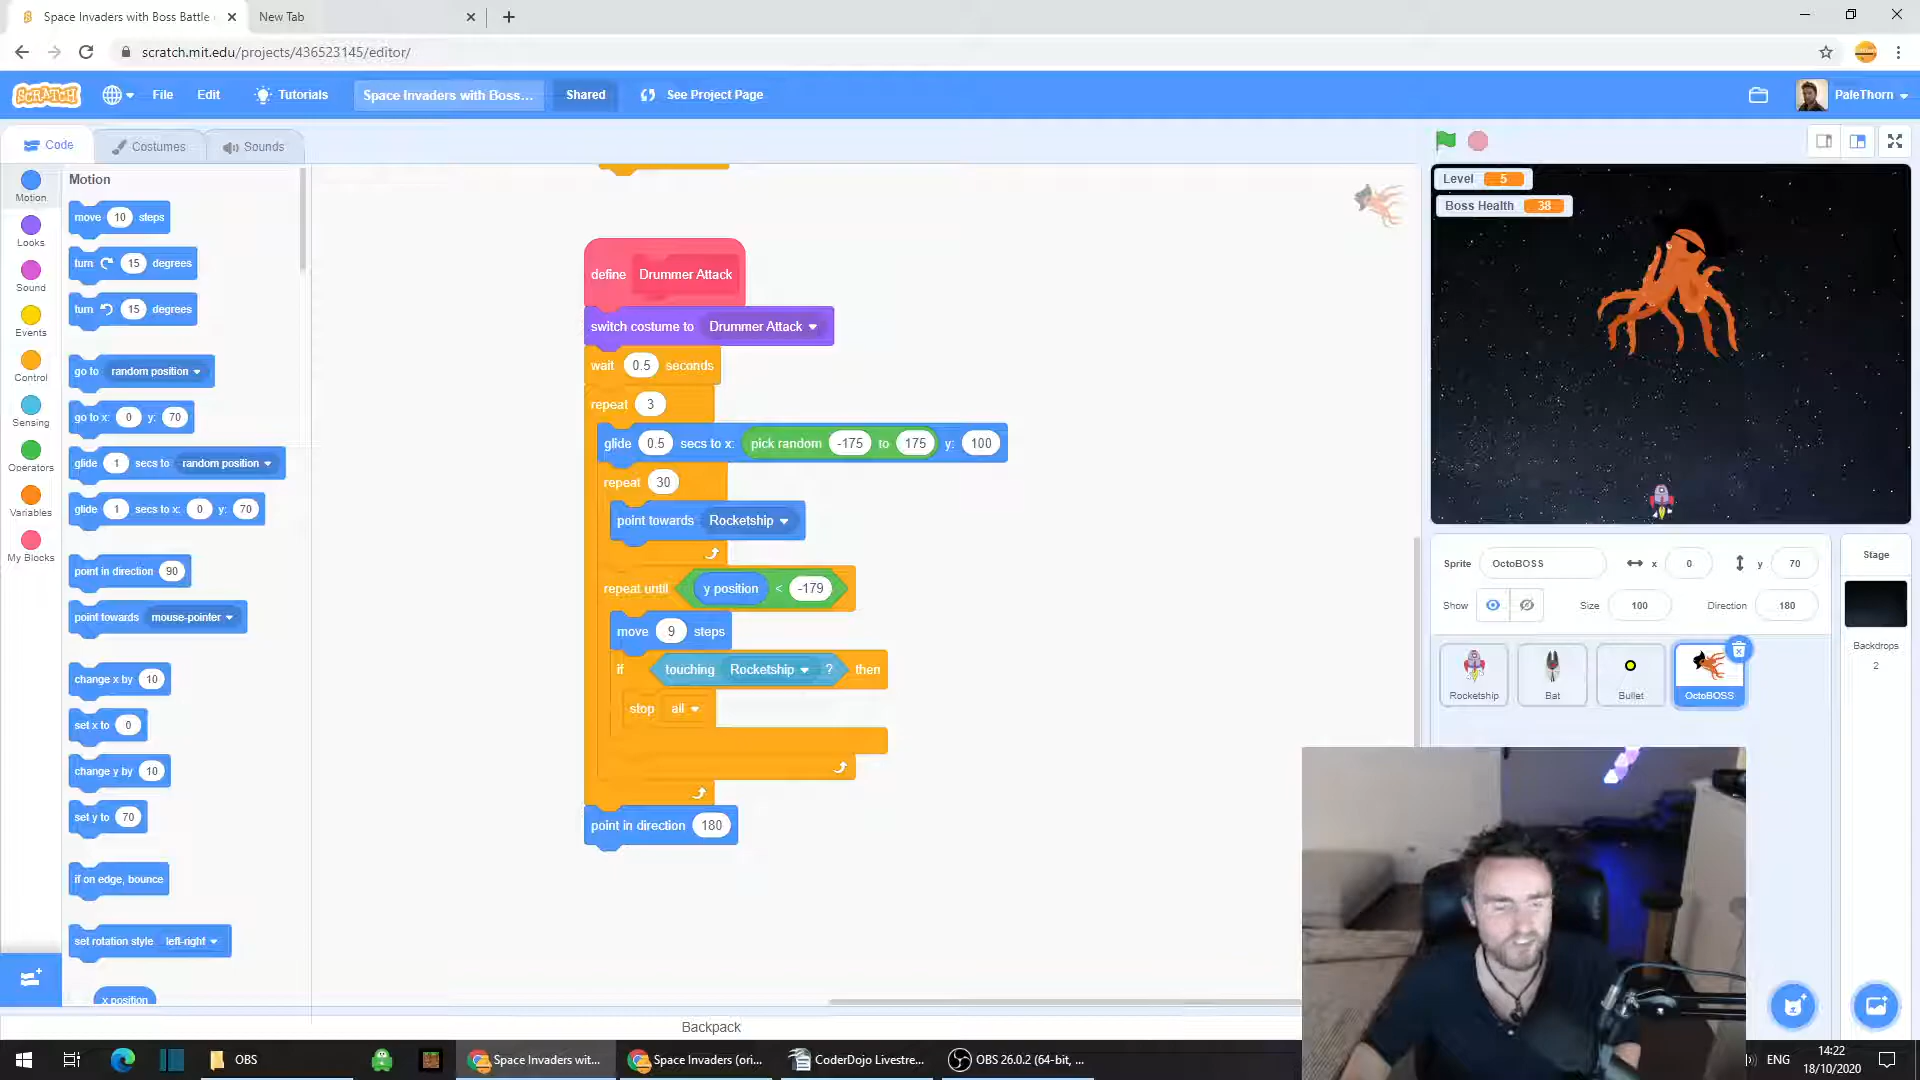 Space Invaders with Boss Battle
New Tab
scratch.mit.edu/projects/436523145/editor/
SCRATCH
File
Edit
Tutorials
Space Invaders with Boss...
Shared
See Project Page
PaleThorn
Code
Costumes
Sounds
Motion
Looks
Sound
Events
Control
Sensing
Operators
Variables
My Blocks
Motion
move 10 steps
turn 15 degrees
turn 15 degrees
go to random position
go to x: 0 y: 70
glide 1 secs to random position
glide 1 secs to x: 0 y: 70
point in direction 90
point towards mouse-pointer
change x by 10
set x to 0
change y by 10
set y to 70
if on edge, bounce
set rotation style left-right
x position
define Drummer Attack
switch costume to Drummer Attack
wait 0.5 seconds
repeat 3
glide 0.5 secs to x: pick random -175 to 175 y: 100
repeat 30
point towards Rocketship
repeat until y position < -179
move 9 steps
if touching Rocketship ? then
stop all
point in direction 180
Level 5
Boss Health 38
Sprite OctoBOSS x 0 y 70
Show Size 100 Direction 180
Rocketship
Bat
Bullet
OctoBOSS
Stage
Backdrops
2
Backpack
OBS
Space Invaders wit...
Space Invaders (ori...
CoderDojo Livestre...
OBS 26.0.2 (64-bit, ...
ENG
14:22
18/10/2020